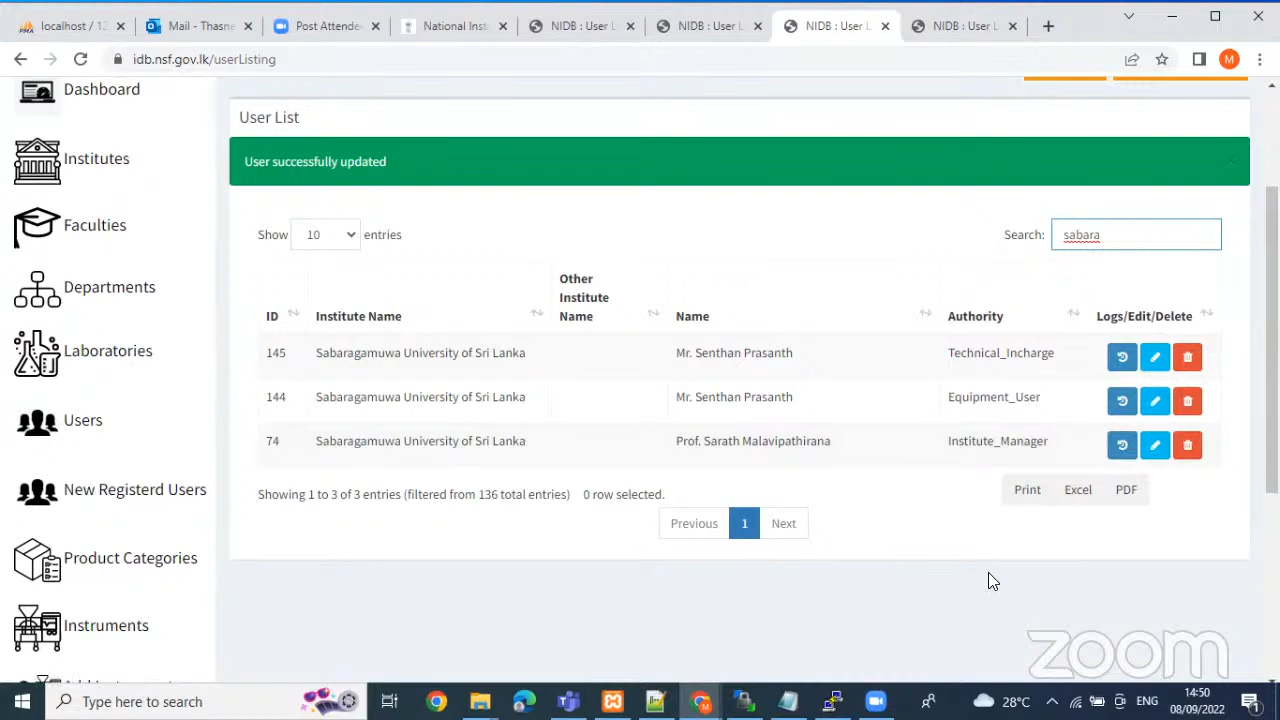 localhost / 12
Mail - Thasne
Post Attende
National Inst
NIDB : User L
NIDB : User L
NIDB : User L
NIDB : User L
idb.nsf.gov.lk/userListing
M
Dashboard
Institutes
Faculties
Departments
Laboratories
Users
New Registerd Users
Product Categories
Instruments
User List
User successfully updated
Show 10 entries
Search: sabara
ID Institute Name Other Institute Name Name Authority Logs/Edit/Delete
145 Sabaragamuwa University of Sri Lanka Mr. Senthan Prasanth Technical_Incharge
144 Sabaragamuwa University of Sri Lanka Mr. Senthan Prasanth Equipment_User
74 Sabaragamuwa University of Sri Lanka Prof. Sarath Malavipathirana Institute_Manager
Showing 1 to 3 of 3 entries (filtered from 136 total entries) 0 row selected.
Print Excel PDF
Previous 1 Next
zoom
Type here to search
28°C
ENG
14:50
08/09/2022